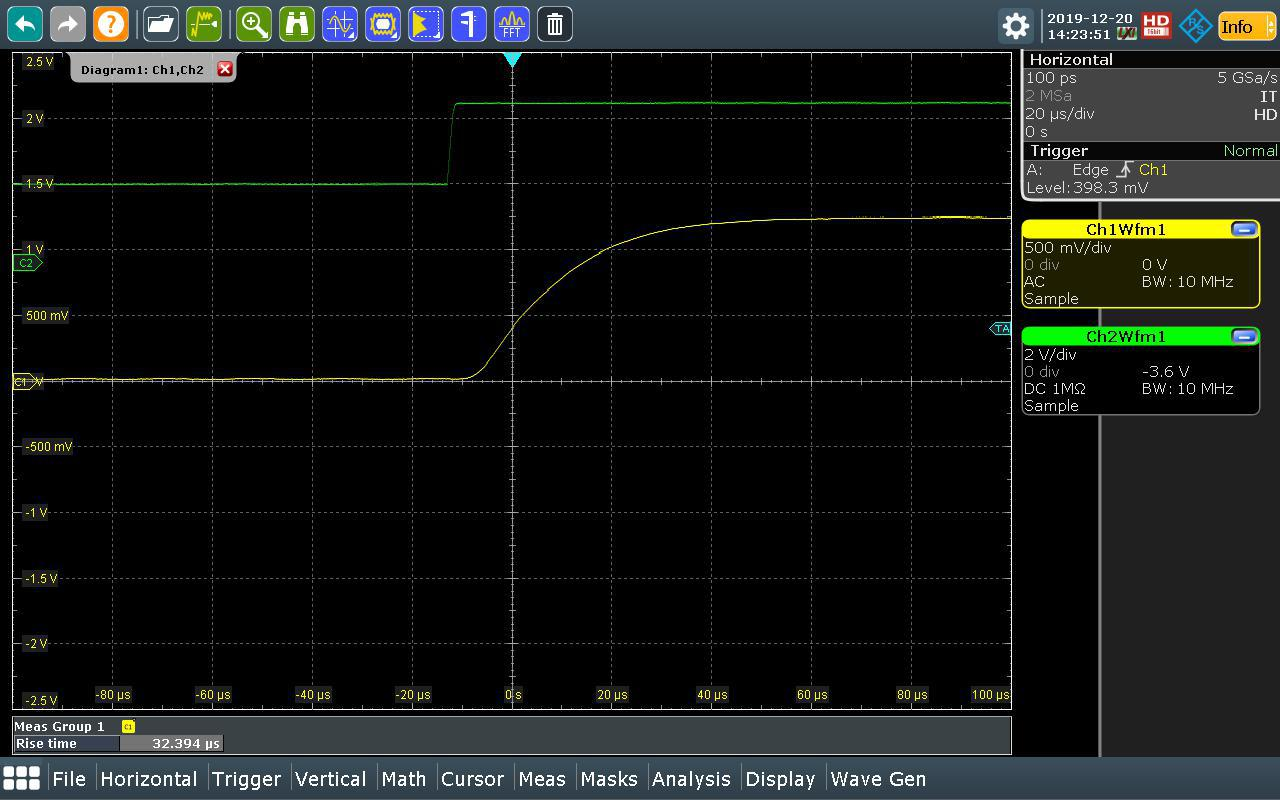 FFT
2019-12-20
14:23:51
HD
16bit
R&S
Info
Diagram1: Ch1,Ch2
2.5 V
2 V
1.5 V
1 V
C2
500 mV
TA
C1
V
-500 mV
-1 V
-1.5 V
-2 V
-2.5 V
-80 µs
-60 µs
-40 µs
-20 µs
0 s
20 µs
40 µs
60 µs
80 µs
100 µs
Horizontal
100 ps 5 GSa/s
2 MSa IT
20 µs/div HD
0 s
Trigger Normal
A: Edge Ch1
Level: 398.3 mV
Ch1Wfm1
500 mV/div
0 div 0 V
AC BW: 10 MHz
Sample
Ch2Wfm1
2 V/div
0 div -3.6 V
DC 1MΩ BW: 10 MHz
Sample
Meas Group 1 C1
Rise time 32.394 µs
File Horizontal Trigger Vertical Math Cursor Meas Masks Analysis Display Wave Gen